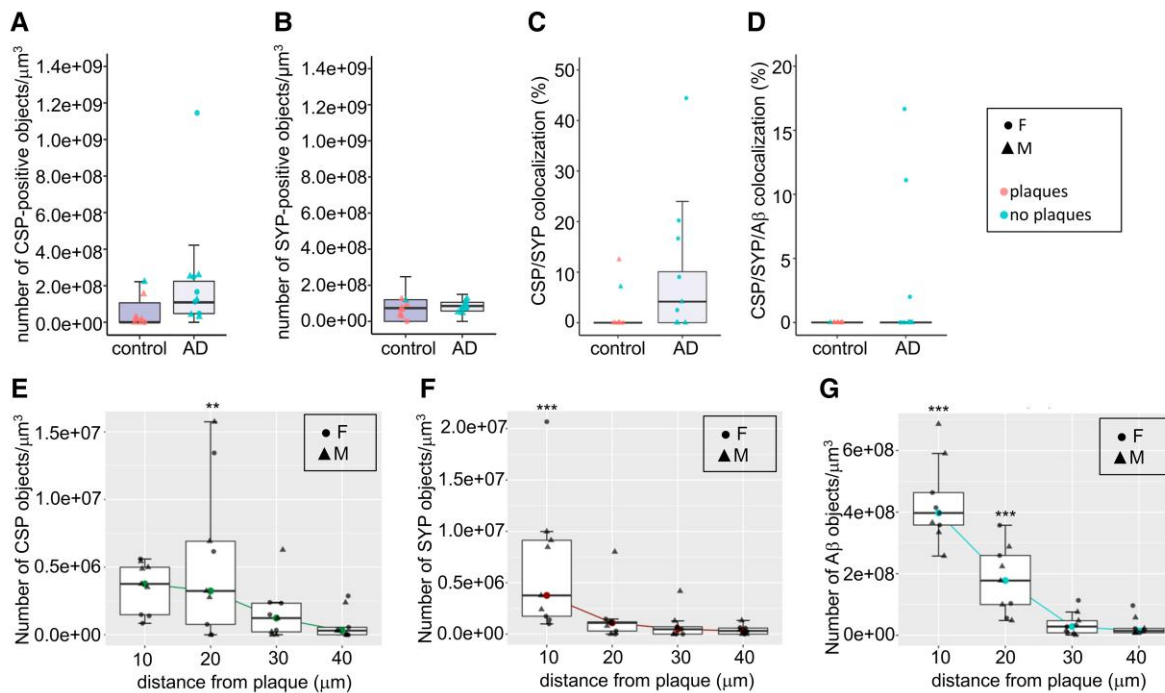 A
number of CSP-positive objects/μm³
1.4e+09
1.2e+09
1.0e+09
8.0e+08
6.0e+08
4.0e+08
2.0e+08
0.0e+00
control
AD
B
number of SYP-positive objects/μm³
1.4e+09
1.2e+09
1.0e+09
8.0e+08
6.0e+08
4.0e+08
2.0e+08
0.0e+00
control
AD
C
CSP/SYP colocalization (%)
50
40
30
20
10
0
control
AD
D
CSP/SYP/Aβ colocalization (%)
20
15
10
5
0
control
AD
F
M
plaques
no plaques
E
Number of CSP objects/μm³
1.5e+07
1.0e+07
0.5e+06
0.0e+00
**
F
M
10
20
30
40
distance from plaque (μm)
F
Number of SYP objects/μm³
2.0e+07
1.5e+07
1.0e+07
0.5e+07
0.0e+00
***
F
M
10
20
30
40
distance from plaque (μm)
G
Number of Aβ objects/μm³
6e+08
4e+08
2e+08
0e+00
***
***
F
M
10
20
30
40
distance from plaque (μm)